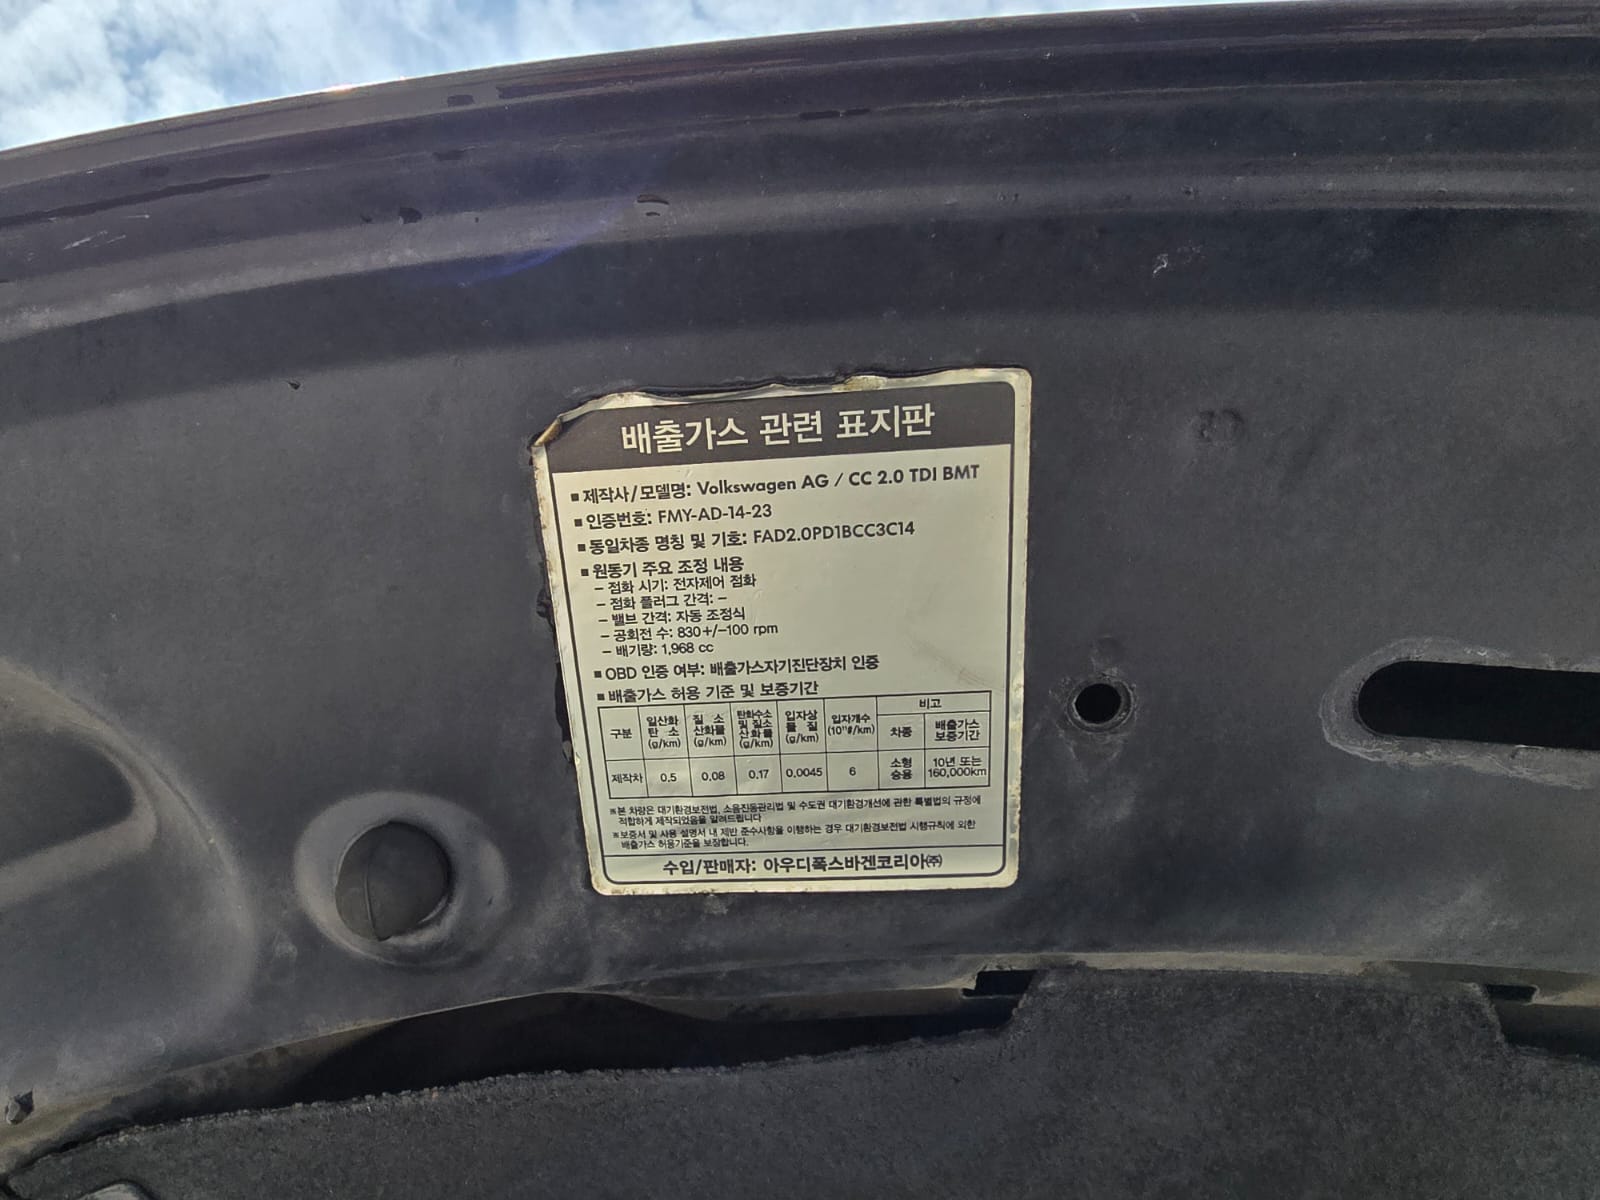 배출가스 관련 표지판
■ 제작사/모델명: Volkswagen AG / CC 2.0 TDI BMT
■ 인증번호: FMY-AD-14-23
■ 동일차종 명칭 및 기호: FAD2.0PD1BCC3C14
■ 원동기 주요 조정 내용
– 점화 시기: 전자제어 점화
– 점화 플러그 간격: –
– 밸브 간격: 자동 조정식
– 공회전 수: 830+/–100 rpm
– 배기량: 1,968 cc
■ OBD 인증 여부: 배출가스자기진단장치 인증
■ 배출가스 허용 기준 및 보증기간
구분 일산화탄소 (g/km) 질소산화물 (g/km) 탄화수소 및 질소산화물 (g/km) 입자상물질 (g/km) 입자개수 (10¹¹#/km) 비고
차종 배출가스 보증기간
제작차 0.5 0.08 0.17 0.0045 6 소형승용 10년 또는 160,000km
※본 차량은 대기환경보전법, 소음진동관리법 및 수도권 대기환경개선에 관한 특별법의 규정에
적합하게 제작되었음을 알려드립니다
※보증서 및 사용 설명서 내 제반 준수사항을 이행하는 경우 대기환경보전법 시행규칙에 의한
배출가스 허용기준을 보장합니다.
수입/판매자: 아우디폭스바겐코리아㈜